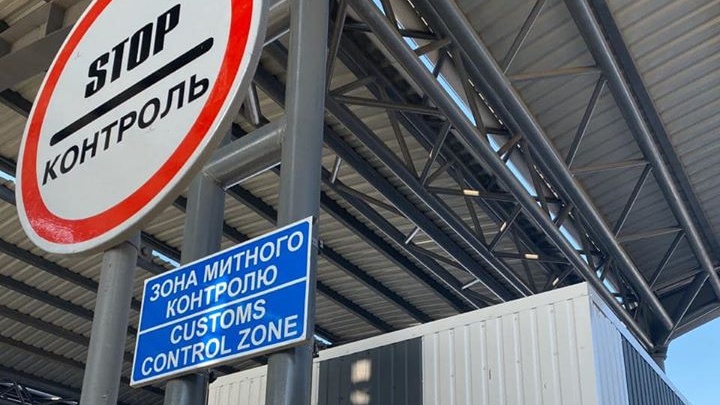 STOP
КОНТРОЛЬ
ЗОНА МИТНОГО
КОНТРОЛЮ
CUSTOMS
CONTROL ZONE